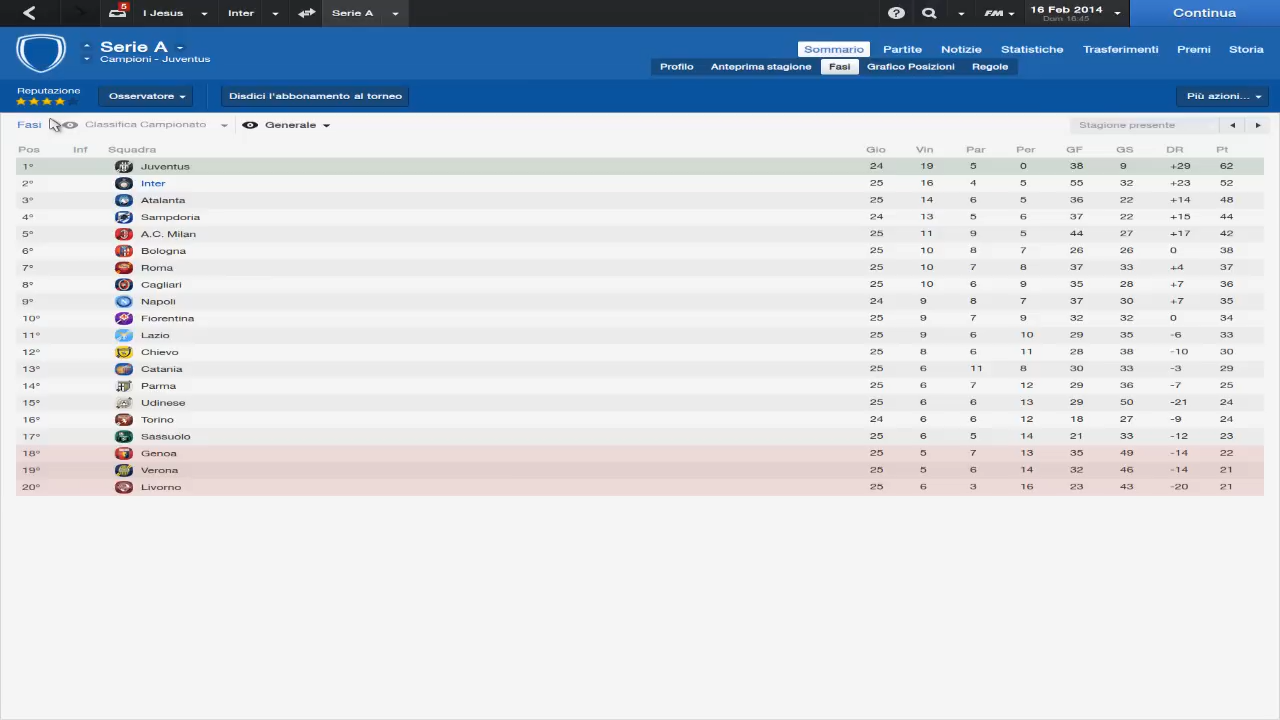 5 I Jesus Inter Serie A FM 16 Feb 2014 Continua
Dom 16:45
Serie A Sommario Partite Notizie Statistiche Trasferimenti Premi Storia
Campioni - Juventus Profilo Anteprima stagione Fasi Grafico Posizioni Regole
Reputazione
Osservatore Disdici l'abbonamento al torneo Più azioni...
Fasi Classifica Campionato Generale Stagione presente
Pos Inf Squadra Gio Vin Par Per GF GS DR Pt
1° Juventus 24 19 5 0 38 9 +29 62
2° Inter 25 16 4 5 55 32 +23 52
3° Atalanta 25 14 6 5 36 22 +14 48
4° Sampdoria 24 13 5 6 37 22 +15 44
5° A.C. Milan 25 11 9 5 44 27 +17 42
6° Bologna 25 10 8 7 26 26 0 38
7° Roma 25 10 7 8 37 33 +4 37
8° Cagliari 25 10 6 9 35 28 +7 36
9° Napoli 24 9 8 7 37 30 +7 35
10° Fiorentina 25 9 7 9 32 32 0 34
11° Lazio 25 9 6 10 29 35 -6 33
12° Chievo 25 8 6 11 28 38 -10 30
13° Catania 25 6 11 8 30 33 -3 29
14° Parma 25 6 7 12 29 36 -7 25
15° Udinese 25 6 6 13 29 50 -21 24
16° Torino 24 6 6 12 18 27 -9 24
17° Sassuolo 25 6 5 14 21 33 -12 23
18° Genoa 25 5 7 13 35 49 -14 22
19° Verona 25 5 6 14 32 46 -14 21
20° Livorno 25 6 3 16 23 43 -20 21